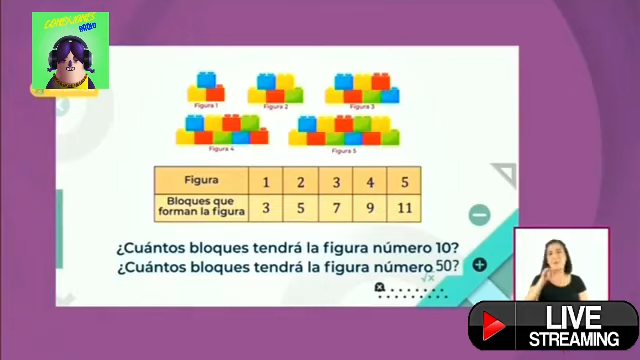 CONEXIONES
RADIO
Figura 1
Figura 2
Figura 3
Figura 4
Figura 5
Figura 1 2 3 4 5
Bloques que
forman la figura 3 5 7 9 11
¿Cuántos bloques tendrá la figura número 10?
¿Cuántos bloques tendrá la figura número 50?
√x
LIVE
STREAMING